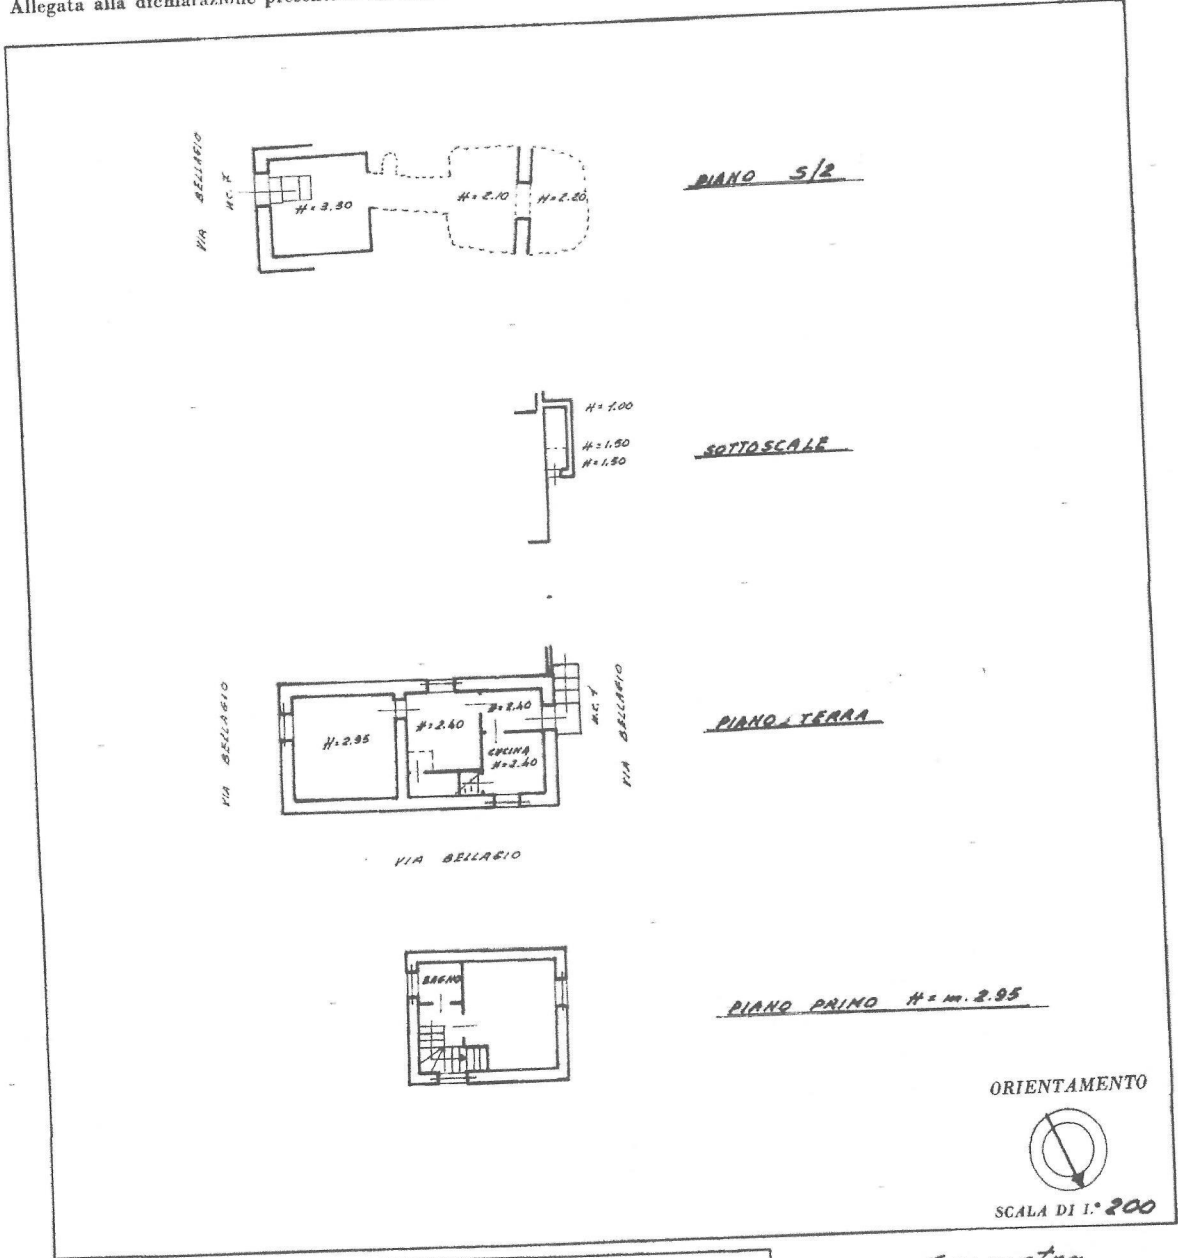 Allegata alla dichiarazione
VIA BELLAGIO
N.C.
H=3.30
H=2.10
H=2.20
PIANO S/2
H=1.00
H=1.50
H=1.50
SOTTOSCALE
VIA BELLAGIO
H=2.95
H=2.40
H=2.40
CUCINA
H=2.40
N.C. 1
VIA BELLAGIO
PIANO TERRA
VIA BELLAGIO
BAGNO
PIANO PRIMO H= m. 2.95
ORIENTAMENTO
SCALA DI 1:200